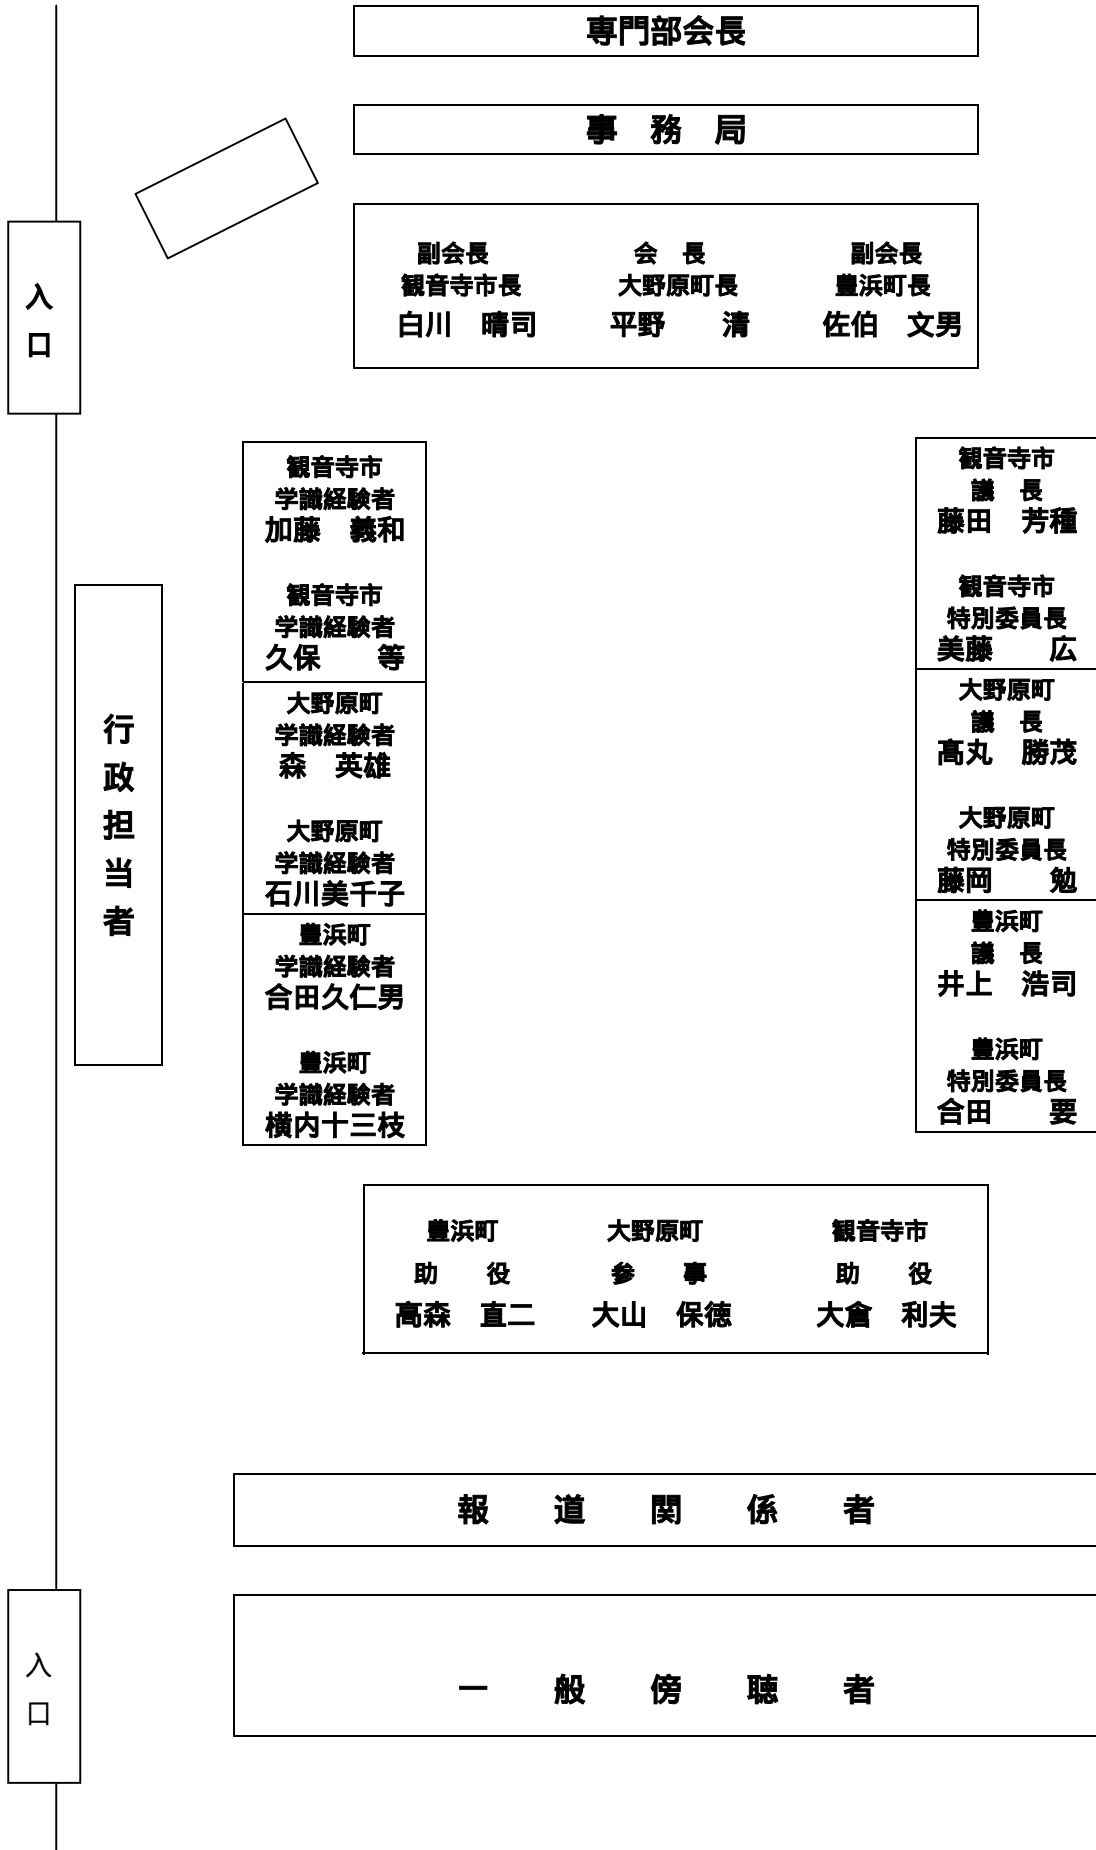 専門部会長
事　務　局
副会長
観音寺市長
白川　晴司
会　長
大野原町長
平野　　清
副会長
豊浜町長
佐伯　文男
入口
観音寺市
学識経験者
加藤　義和
観音寺市
学識経験者
久保　　等
大野原町
学識経験者
森　英雄
大野原町
学識経験者
石川美千子
豊浜町
学識経験者
合田久仁男
豊浜町
学識経験者
横内十三枝
観音寺市
議　長
藤田　芳種
観音寺市
特別委員長
美藤　　広
大野原町
議　長
髙丸　勝茂
大野原町
特別委員長
藤岡　　勉
豊浜町
議　長
井上　浩司
豊浜町
特別委員長
合田　　要
行政担当者
豊浜町
助　　役
高森　直二
大野原町
参　　事
大山　保徳
観音寺市
助　　役
大倉　利夫
報　道　関　係　者
入口
一　般　傍　聴　者